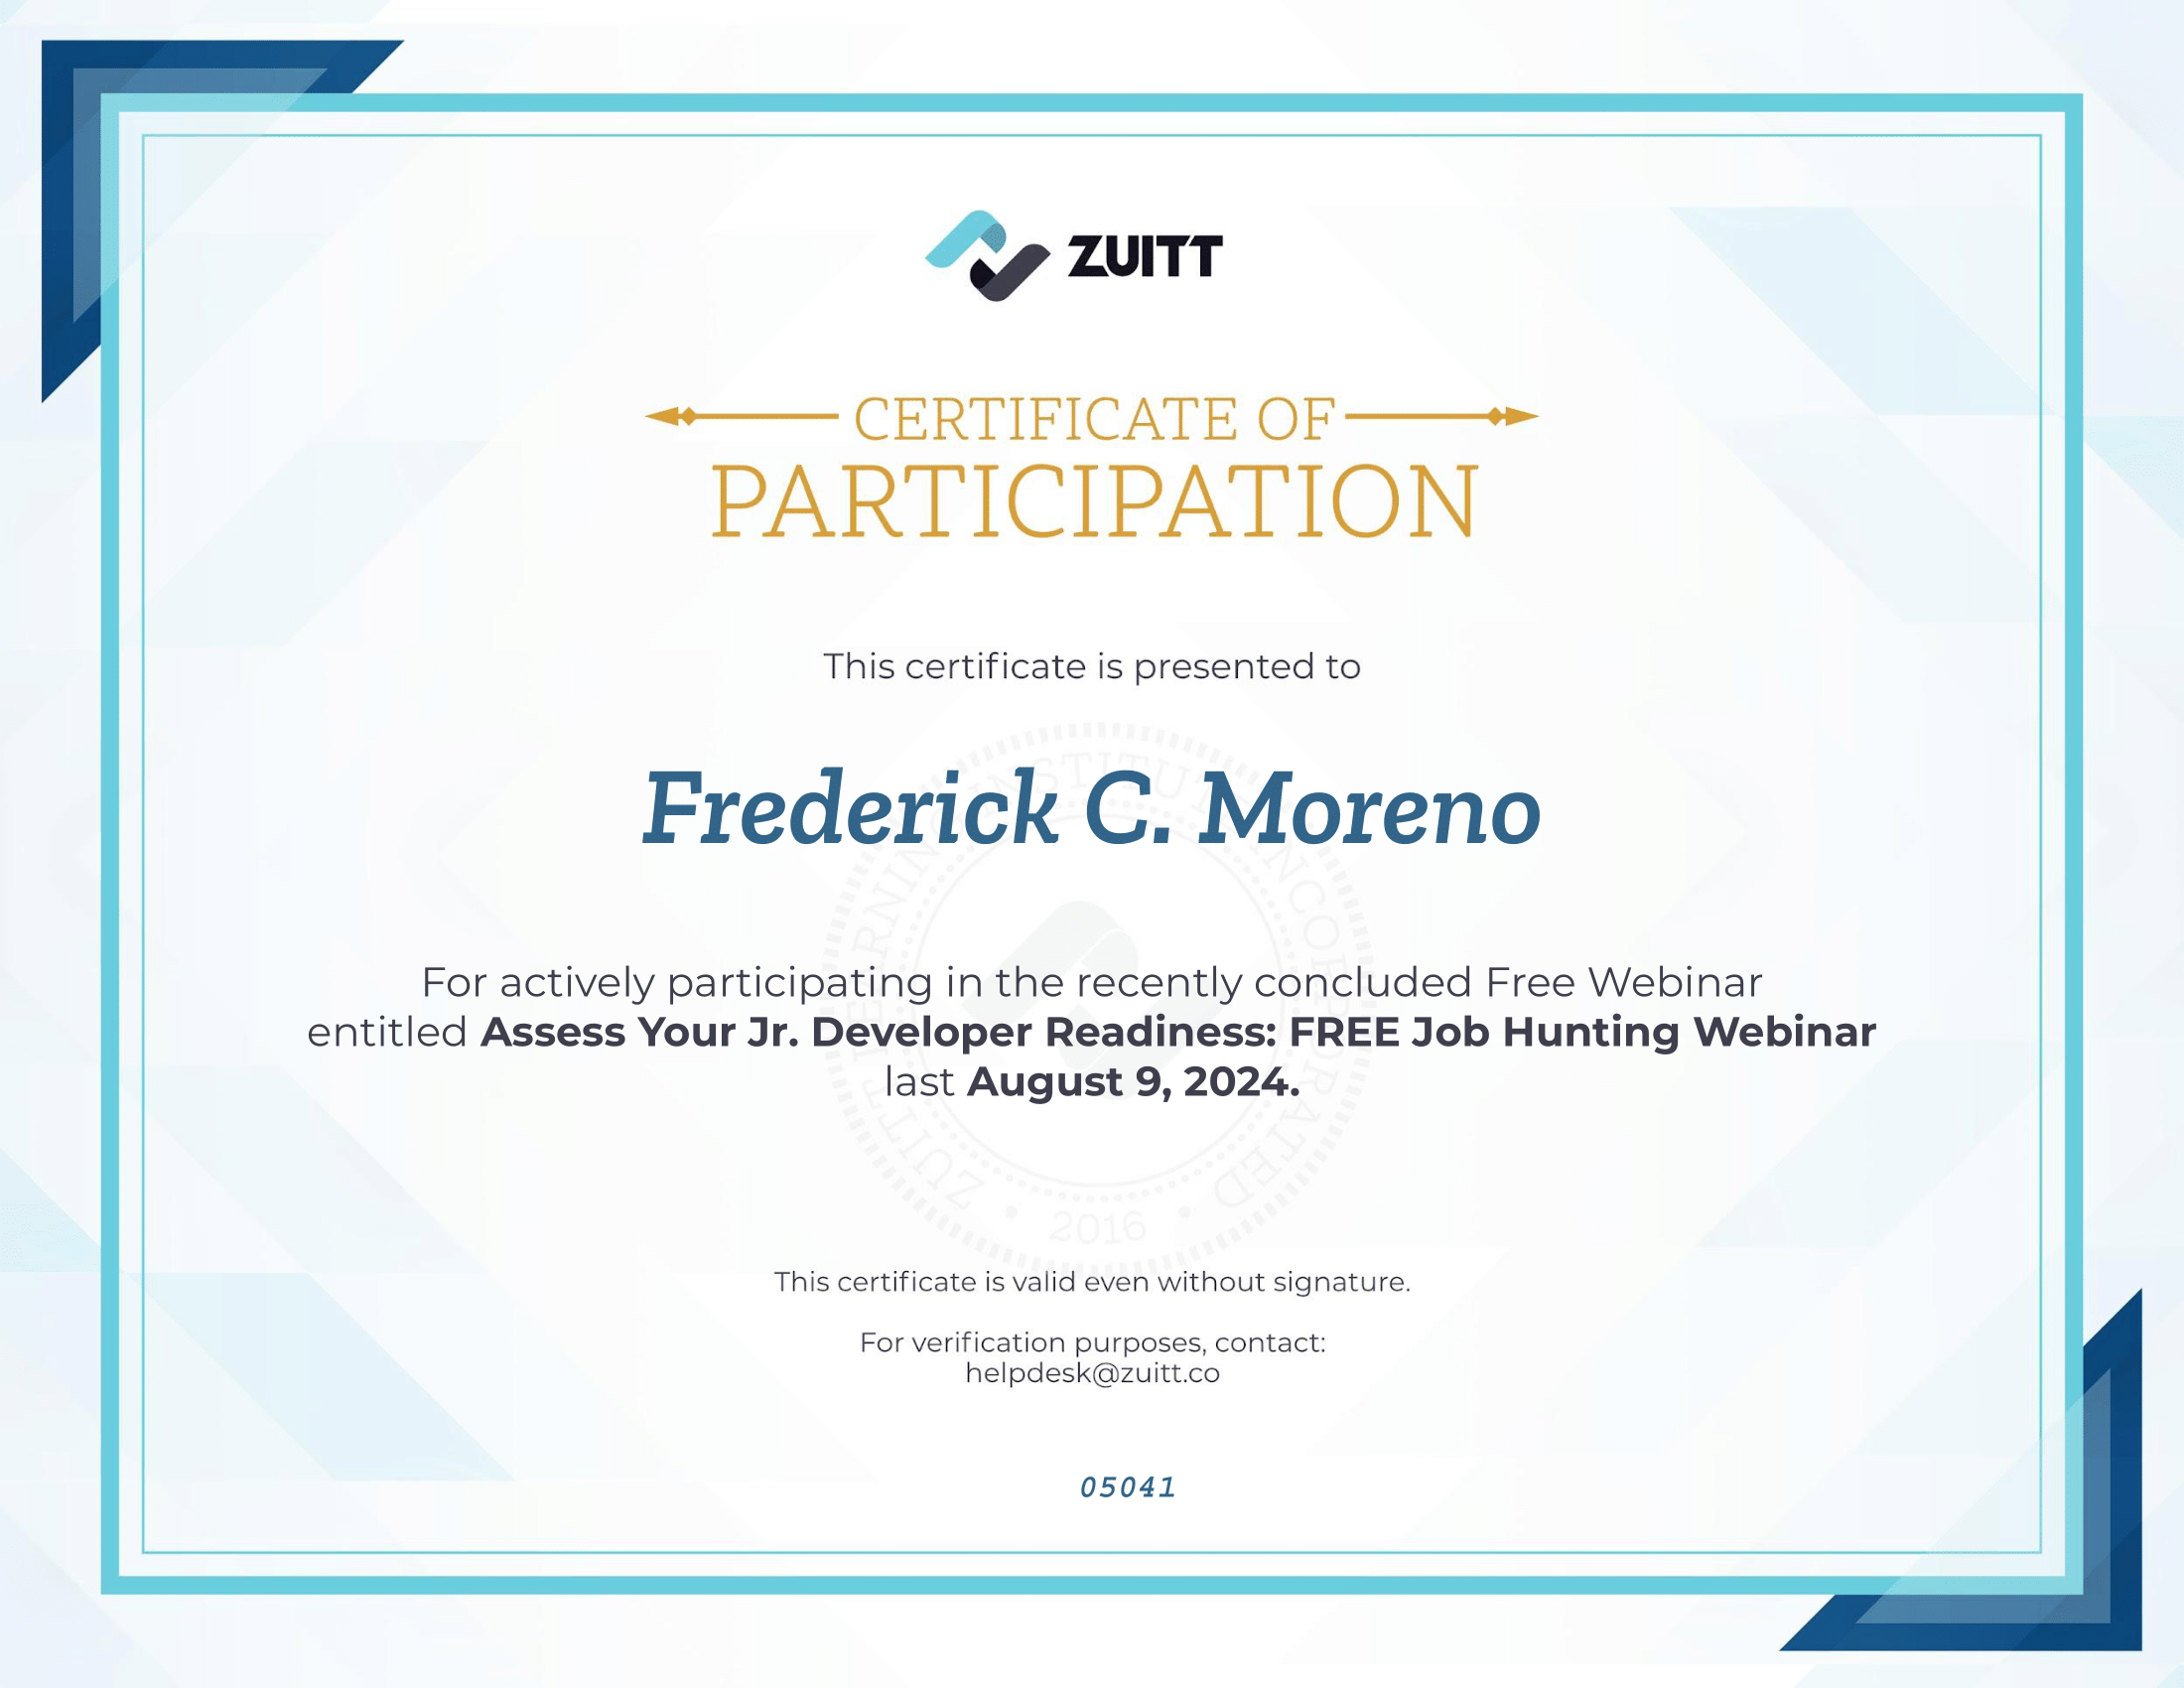 ZUITT
CERTIFICATE OF
PARTICIPATION
This certificate is presented to
Frederick C. Moreno
For actively participating in the recently concluded Free Webinar
entitled Assess Your Jr. Developer Readiness: FREE Job Hunting Webinar
last August 9, 2024.
ZUITT LEARNING INSTITUTE INCORPORATED
• 2016 •
This certificate is valid even without signature.
For verification purposes, contact:
helpdesk@zuitt.co
05041